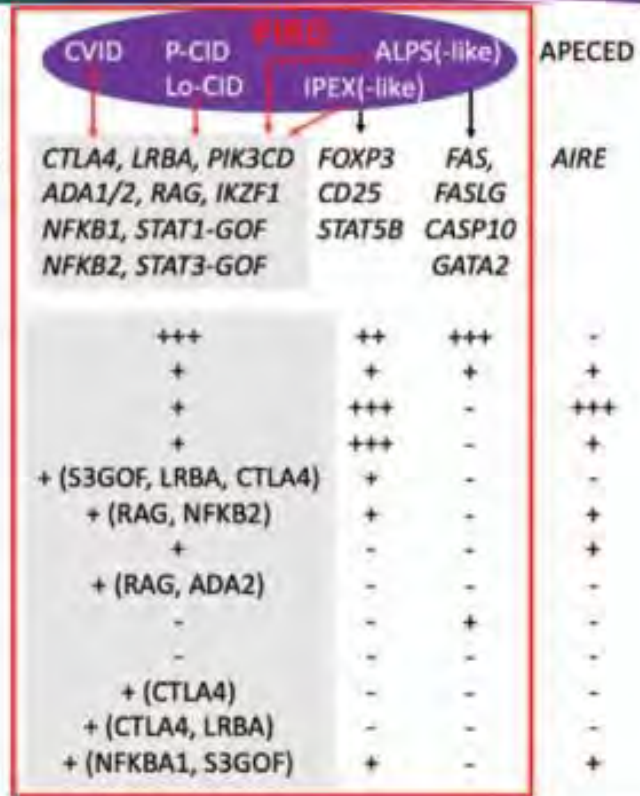 PIRD
CVID P-CID ALPS(-like) APECED
Lo-CID IPEX(-like)
CTLA4, LRBA, PIK3CD FOXP3 FAS, AIRE
ADA1/2, RAG, IKZF1 CD25 FASLG
NFKB1, STAT1-GOF STAT5B CASP10
NFKB2, STAT3-GOF GATA2
+++ ++ +++ -
+ + + +
+ +++ - +++
+ +++ - +
+ (S3GOF, LRBA, CTLA4) + - -
+ (RAG, NFKB2) + - +
+ - - +
+ (RAG, ADA2) - - -
- - + -
- - - -
+ (CTLA4) - - -
+ (CTLA4, LRBA) - - -
+ (NFKBA1, S3GOF) + - +